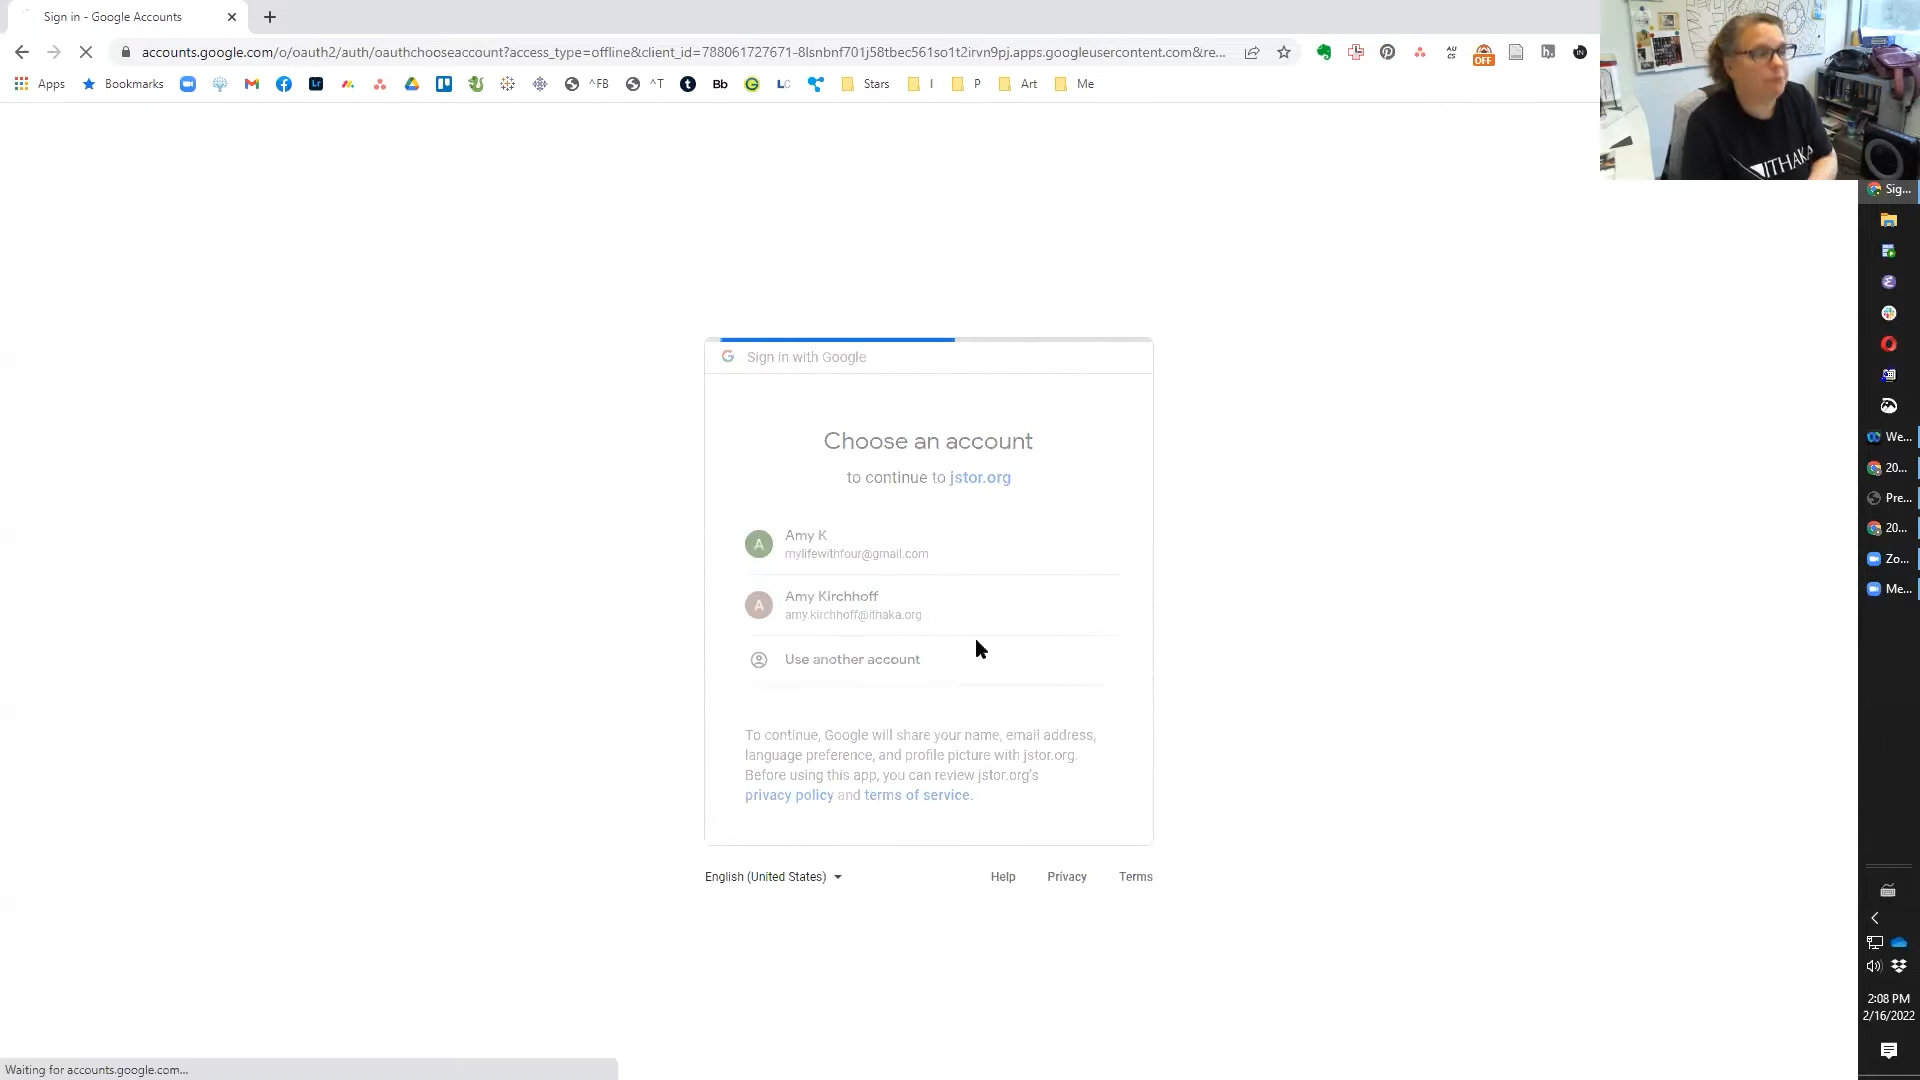 Sign in - Google Accounts
accounts.google.com/o/oauth2/auth/oauthchooseaccount?access_type=offline&client_id=788061727671-8lsnbnf701j58tbec561so1t2irvn9pj.apps.googleusercontent.com&re...
AU
CS
OFF
h.
iN
Apps
Bookmarks
Lr
^FB
^T
t
Bb
G
LC
Stars
I
P
Art
Me
ITHAKA
Sig...
G Sign in with Google
Choose an account
to continue to jstor.org
A
Amy K
mylifewithfour@gmail.com
A
Amy Kirchhoff
amy.kirchhoff@ithaka.org
Use another account
To continue, Google will share your name, email address,
language preference, and profile picture with jstor.org.
Before using this app, you can review jstor.org's
privacy policy and terms of service.
English (United States)
Help
Privacy
Terms
We...
20...
Pre...
20...
Zo...
Me...
2:08 PM
2/16/2022
Waiting for accounts.google.com...